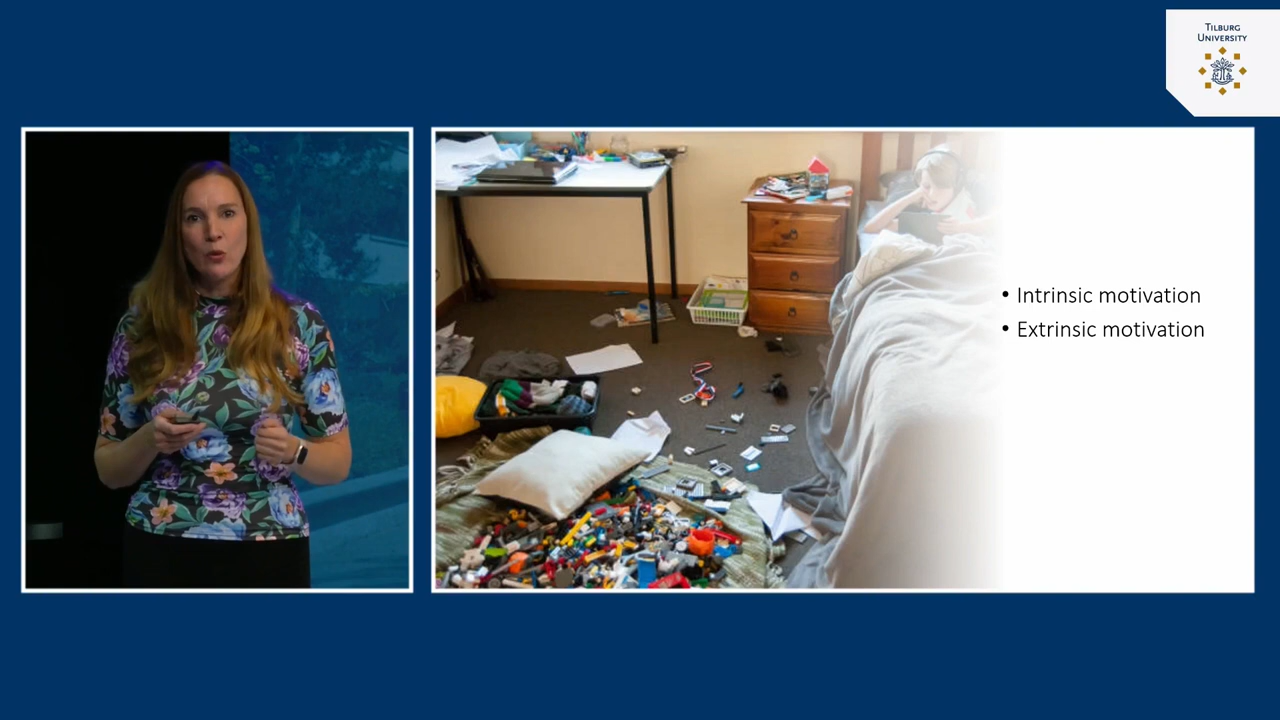 TILBURG
UNIVERSITY
• Intrinsic motivation
• Extrinsic motivation